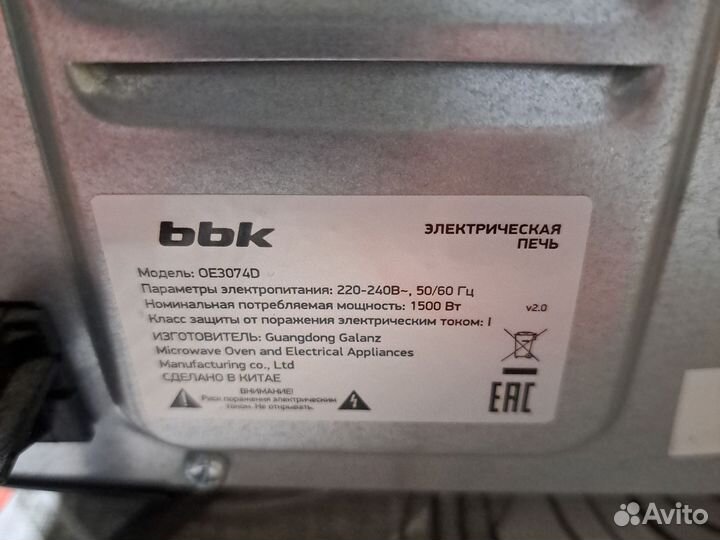 bbk
ЭЛЕКТРИЧЕСКАЯ
ПЕЧЬ
Модель: OE3074D
Параметры электропитания: 220-240В~, 50/60 Гц
Номинальная потребляемая мощность: 1500 Вт
v2.0
Класс защиты от поражения электрическим током: I
ИЗГОТОВИТЕЛЬ: Guangdong Galanz
Microwave Oven and Electrical Appliances
Manufacturing co., Ltd
СДЕЛАНО В КИТАЕ
ВНИМАНИЕ!
Риск поражения электрическим
током. Не открывать.
EAC
Avito